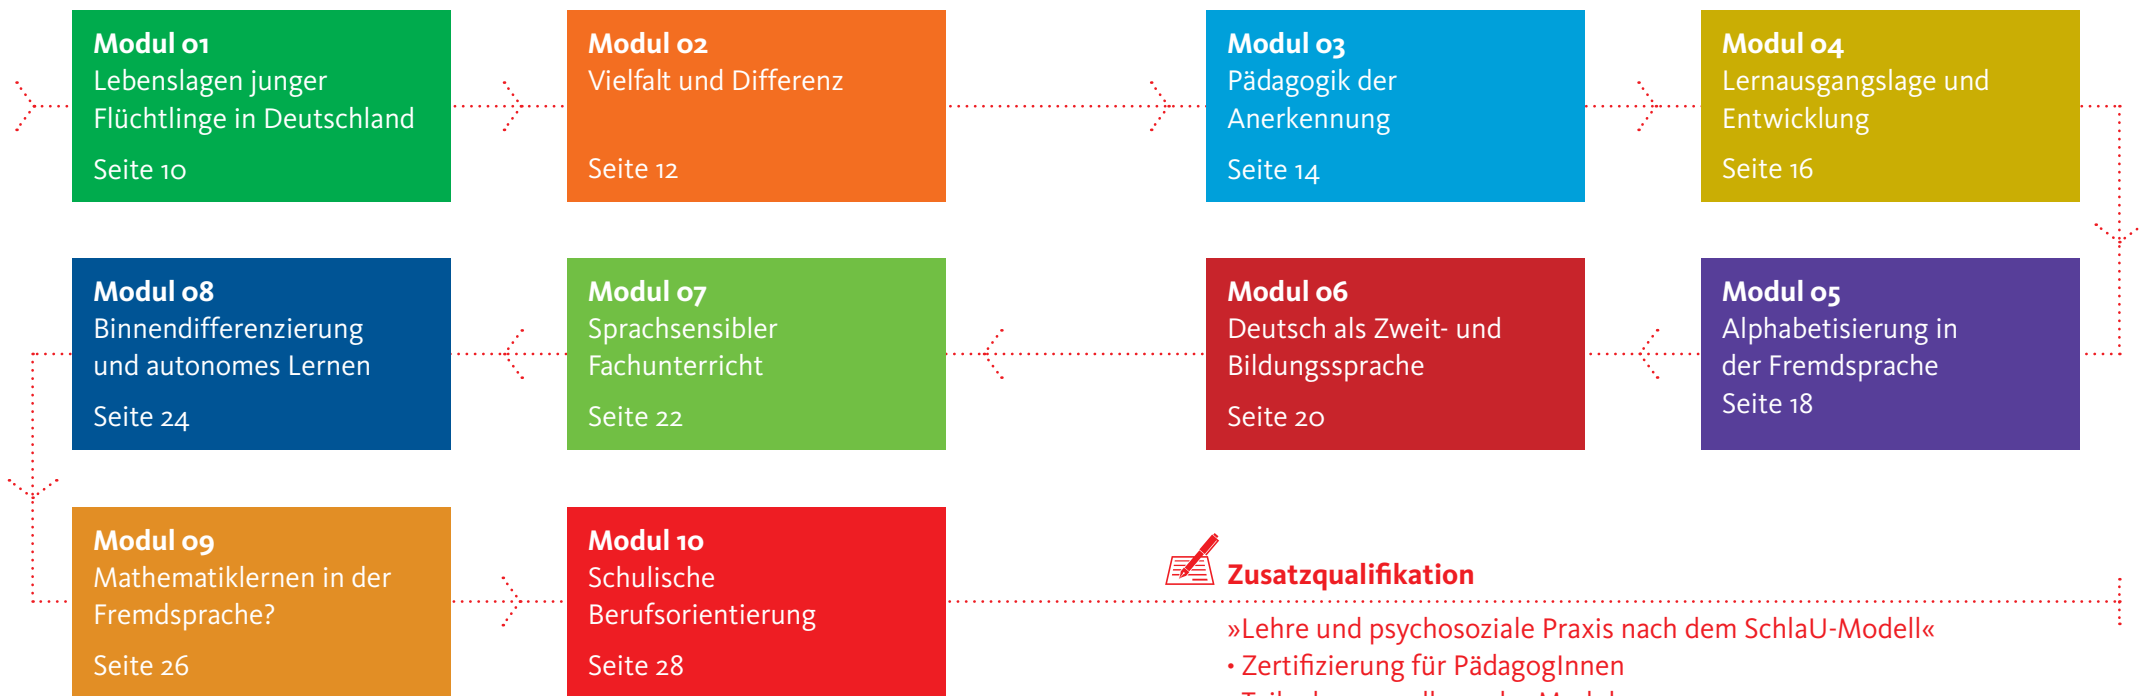 Modul 01
Lebenslagen junger
Flüchtlinge in Deutschland
Seite 10
Modul 02
Vielfalt und Differenz
Seite 12
Modul 03
Pädagogik der
Anerkennung
Seite 14
Modul 04
Lernausgangslage und
Entwicklung
Seite 16
Modul 08
Binnendifferenzierung
und autonomes Lernen
Seite 24
Modul 07
Sprachsensibler
Fachunterricht
Seite 22
Modul 06
Deutsch als Zweit- und
Bildungssprache
Seite 20
Modul 05
Alphabetisierung in
der Fremdsprache
Seite 18
Modul 09
Mathematiklernen in der
Fremdsprache?
Seite 26
Modul 10
Schulische
Berufsorientierung
Seite 28
Zusatzqualifikation
»Lehre und psychosoziale Praxis nach dem SchlaU-Modell«
• Zertifizierung für PädagogInnen